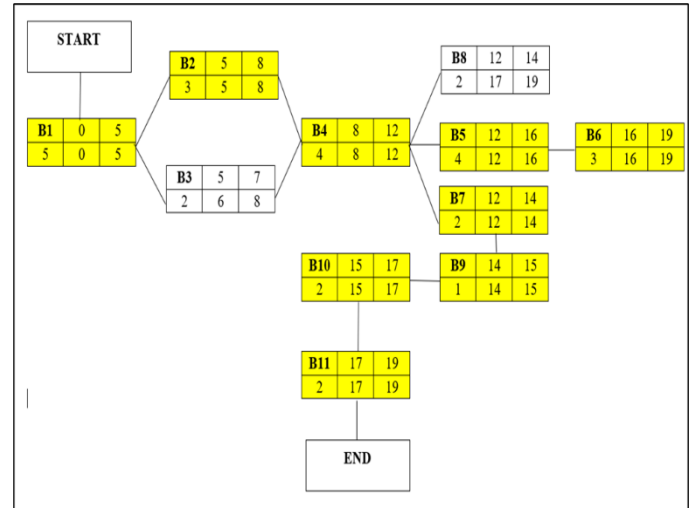 START
B1 0 5
5 0 5
B2 5 8
3 5 8
B3 5 7
2 6 8
B4 8 12
4 8 12
B8 12 14
2 17 19
B5 12 16
4 12 16
B6 16 19
3 16 19
B7 12 14
2 12 14
B9 14 15
1 14 15
B10 15 17
2 15 17
B11 17 19
2 17 19
END